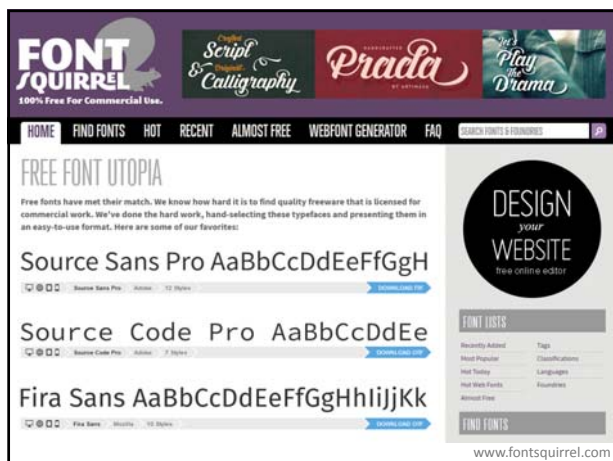 FONT
SQUIRREL
100% Free For Commercial Use.
Crafted
Script
& Original
Calligraphy
HANDCRAFTED
Prada
BY ARTIMASA
Let's
Play
The
Drama
HOME FIND FONTS HOT RECENT ALMOST FREE WEBFONT GENERATOR FAQ SEARCH FONTS & FOUNDRIES
FREE FONT UTOPIA
Free fonts have met their match. We know how hard it is to find quality freeware that is licensed for
commercial work. We've done the hard work, hand-selecting these typefaces and presenting them in
an easy-to-use format. Here are some of our favorites:
Source Sans Pro AaBbCcDdEeFfGgH
Source Sans Pro Adobe 12 Styles DOWNLOAD OTF
Source Code Pro AaBbCcDdEe
Source Code Pro Adobe 7 Styles DOWNLOAD OTF
Fira Sans AaBbCcDdEeFfGgHhIiJjKk
Fira Sans Mozilla DOWNLOAD OTF
DESIGN
your
WEBSITE
free online editor
FONT LISTS
Recently Added Tags
Most Popular Classifications
Hot Today Languages
Hot Web Fonts Foundries
Almost Free
FIND FONTS
www.fontsquirrel.com